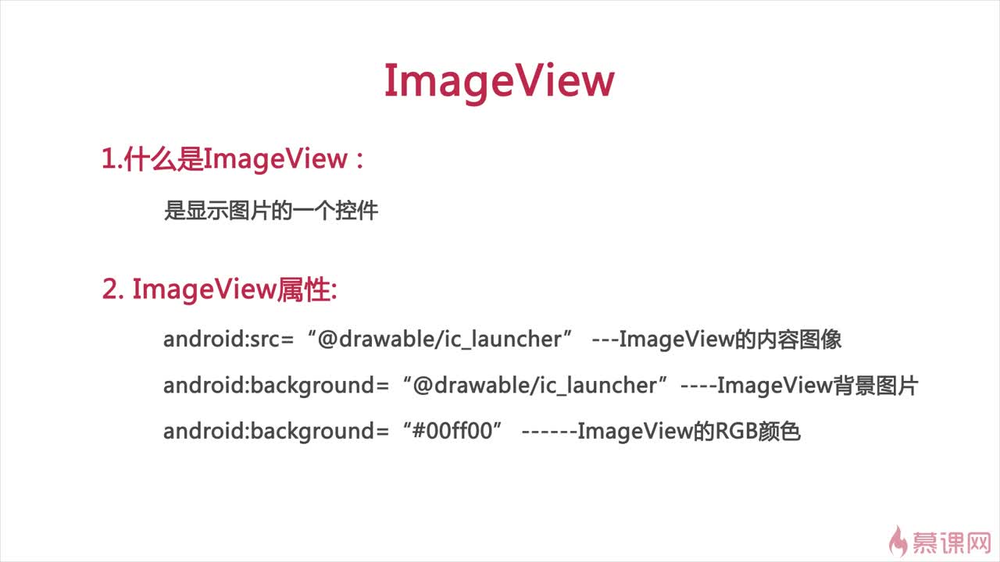 ImageView
1.什么是ImageView：
是显示图片的一个控件
2. ImageView属性:
android:src=“@drawable/ic_launcher” ---ImageView的内容图像
android:background=“@drawable/ic_launcher” ----ImageView背景图片
android:background=“#00ff00” ------ImageView的RGB颜色
慕课网